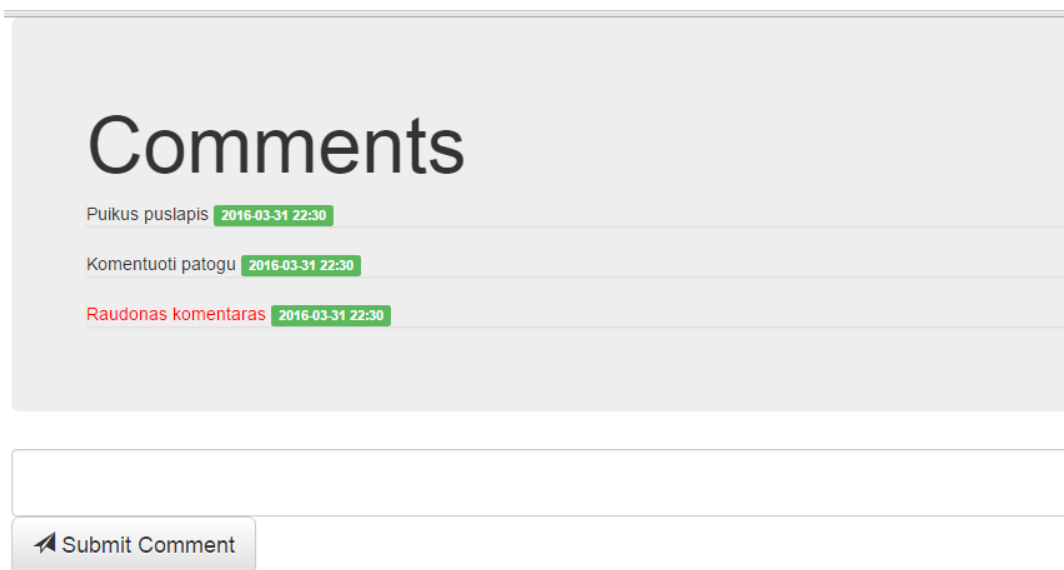 Comments
Puikus puslapis 2016-03-31 22:30
Komentuoti patogu 2016-03-31 22:30
Raudonas komentaras 2016-03-31 22:30
Submit Comment